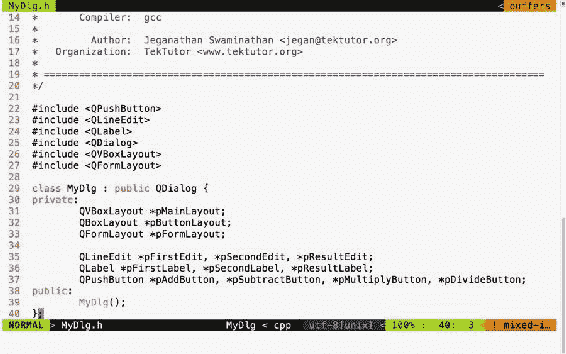 MyDlg.h < buffers
14 * Compiler: gcc
15 *
16 * Author: Jeganathan Swaminathan <jegan@tektutor.org>
17 * Organization: TekTutor <www.tektutor.org>
18 *
19 * =====================================================================================
20 */
21
22 #include <QPushButton>
23 #include <QLineEdit>
24 #include <QLabel>
25 #include <QDialog>
26 #include <QVBoxLayout>
27 #include <QFormLayout>
28
29 class MyDlg : public QDialog {
30 private:
31 QVBoxLayout *pMainLayout;
32 QBoxLayout *pButtonLayout;
33 QFormLayout *pFormLayout;
34
35 QLineEdit *pFirstEdit, *pSecondEdit, *pResultEdit;
36 QLabel *pFirstLabel, *pSecondLabel, *pResultLabel;
37 QPushButton *pAddButton, *pSubtractButton, *pMultiplyButton, *pDivideButton;
38 public:
39 MyDlg();
40 };
NORMAL > MyDlg.h MyDlg < cpp utf-8[unix] 100% : 40: 3 ! mixed-i…